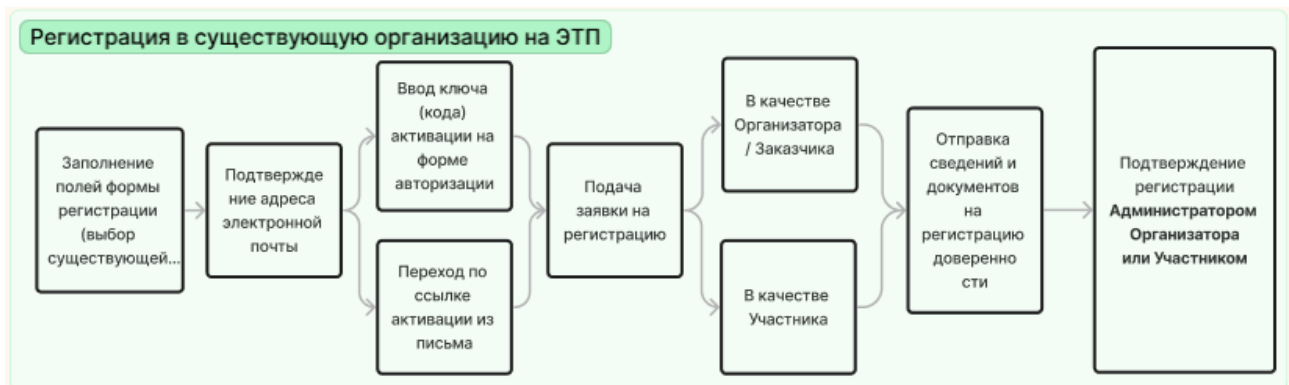 Регистрация в существующую организацию на ЭТП
Заполнение
полей формы
регистрации
(выбор
существующей...
Подтвержде
ние адреса
электронной
почты
Ввод ключа
(кода)
активации на
форме
авторизации
Переход по
ссылке
активации из
письма
Подача
заявки на
регистрацию
В качестве
Организатора
/ Заказчика
В качестве
Участника
Отправка
сведений и
документов
на
регистрацию
доверенно
сти
Подтверждение
регистрации
Администратором
Организатора
или Участником